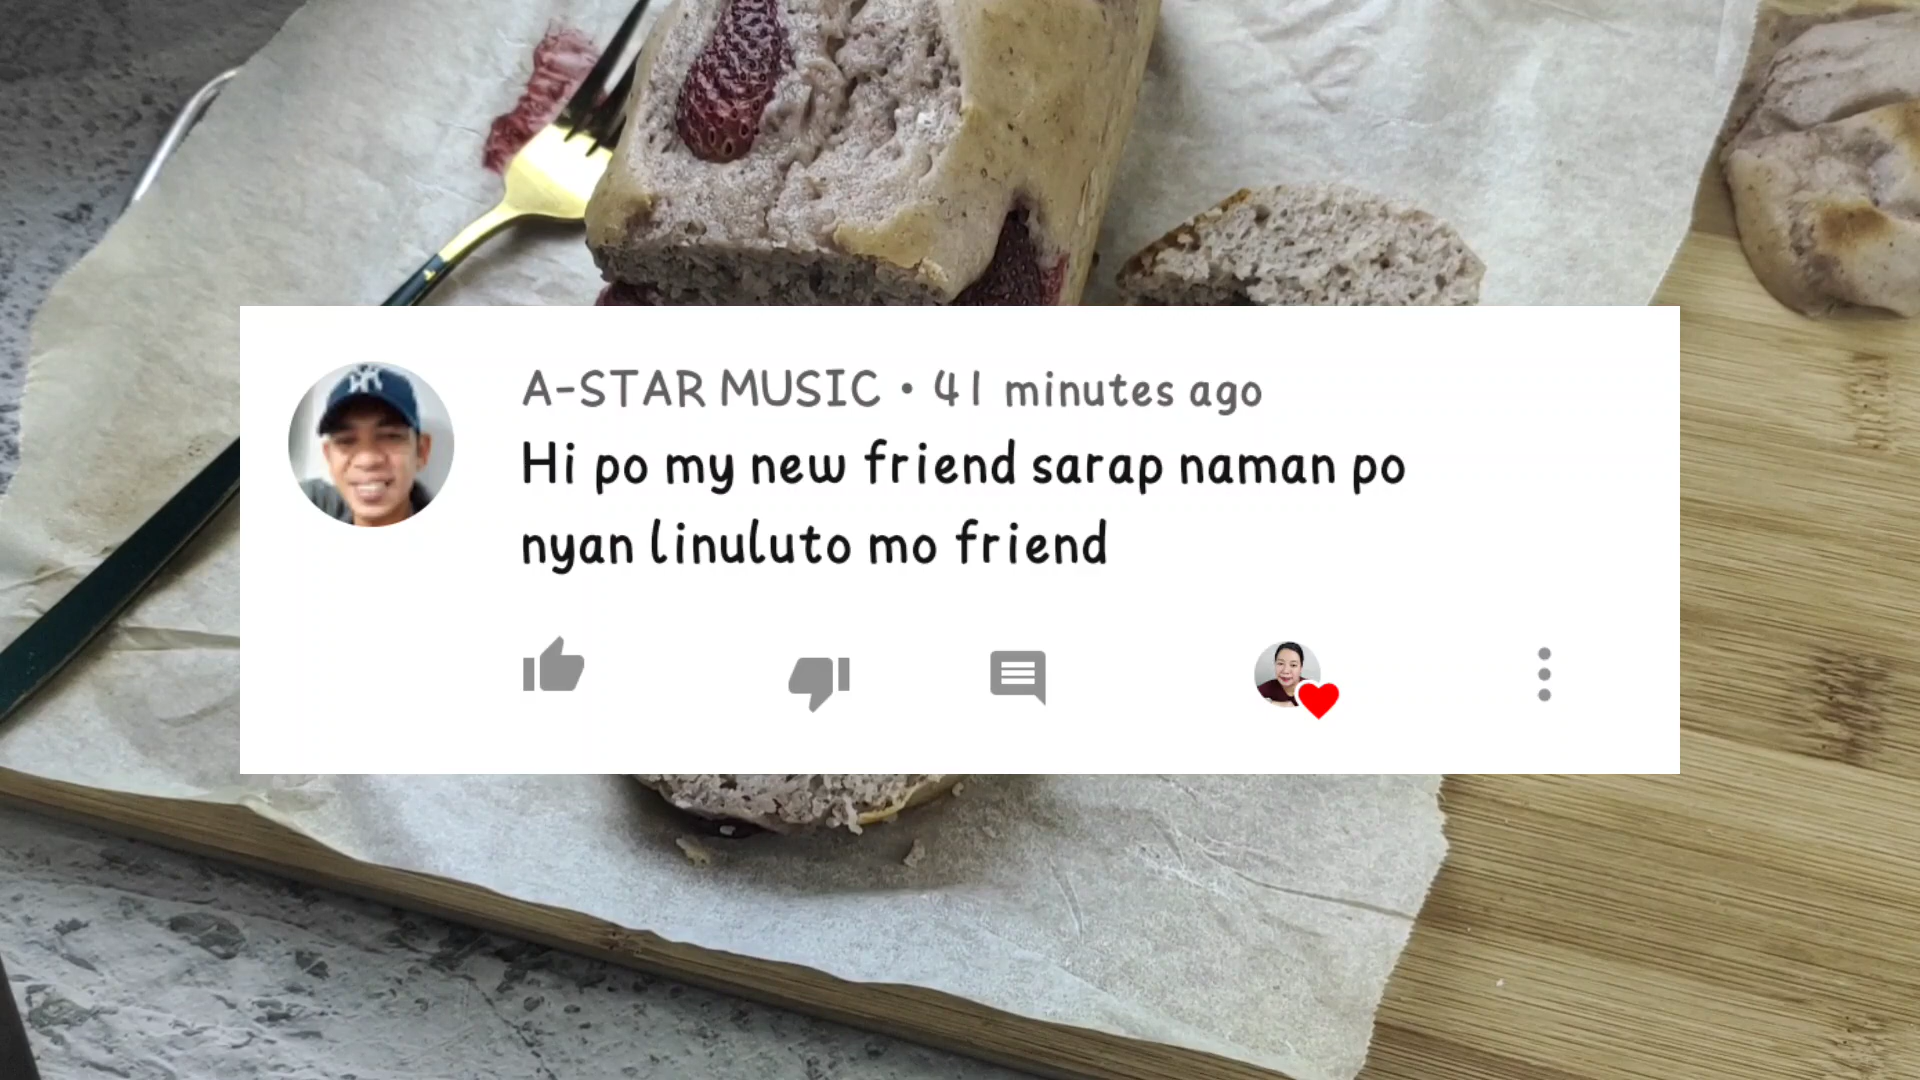 A-STAR MUSIC • 41 minutes ago
Hi po my new friend sarap naman po
nyan linuluto mo friend